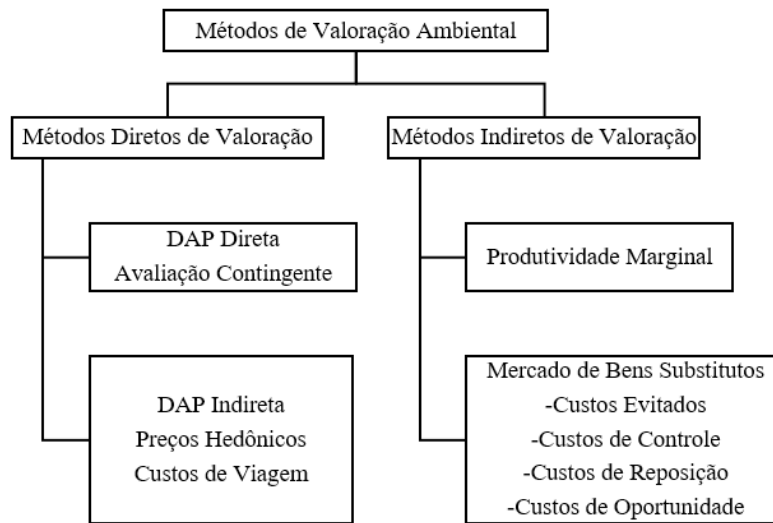 Métodos de Valoração Ambiental
Métodos Diretos de Valoração
Métodos Indiretos de Valoração
DAP Direta
Avaliação Contingente
Produtividade Marginal
DAP Indireta
Preços Hedônicos
Custos de Viagem
Mercado de Bens Substitutos
-Custos Evitados
-Custos de Controle
-Custos de Reposição
-Custos de Oportunidade